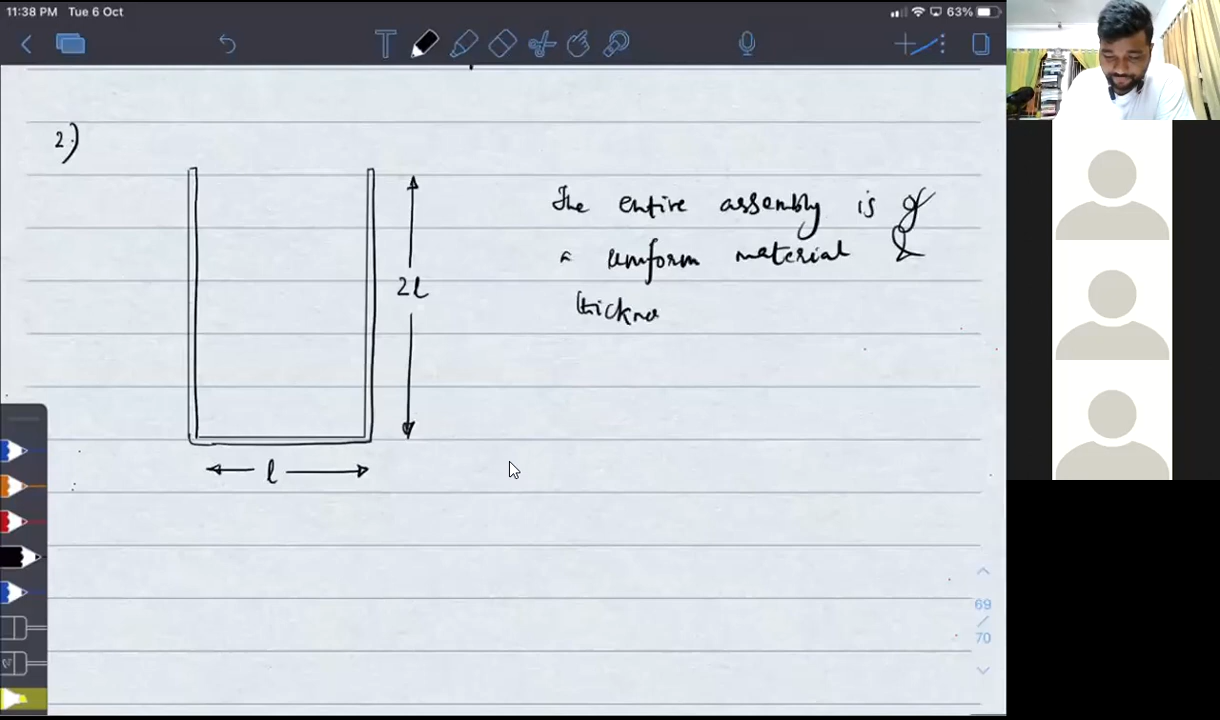 11:38 PM Tue 6 Oct
63%
T
2)
The entire assembly is of
a uniform material &
thickne
2l
l
69
/
70